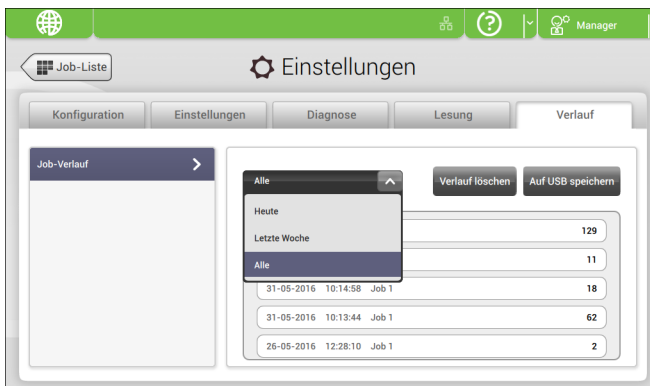 Manager
Job-Liste
Einstellungen
Konfiguration Einstellungen Diagnose Lesung Verlauf
Job-Verlauf
Alle
Verlauf löschen Auf USB speichern
Heute
Letzte Woche
Alle
129
11
31-05-2016 10:14:58 Job 1 18
31-05-2016 10:13:44 Job 1 62
26-05-2016 12:28:10 Job 1 2